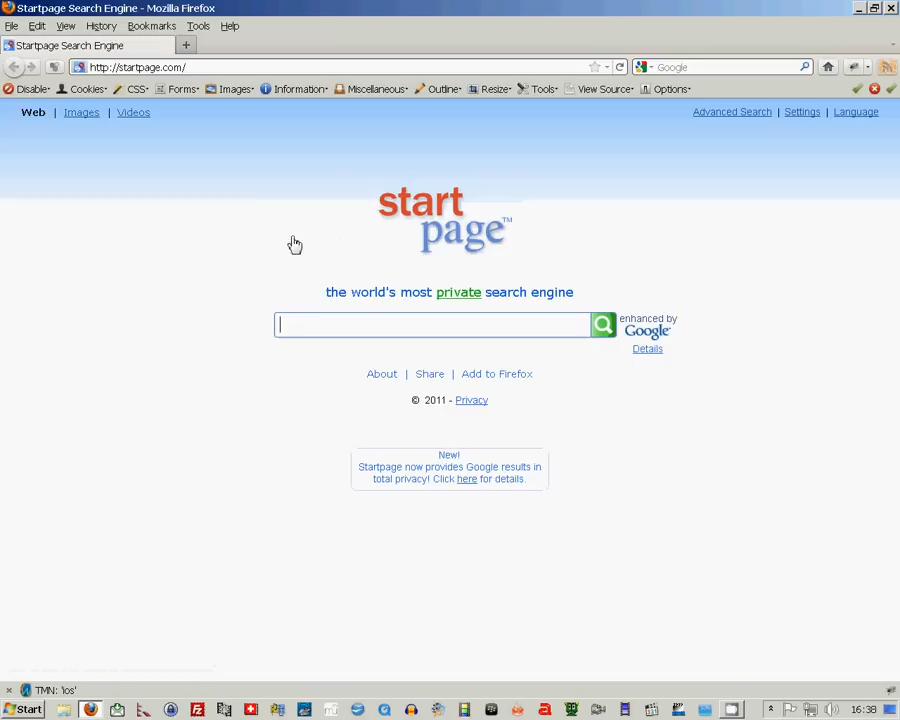 Startpage Search Engine - Mozilla Firefox
File Edit View History Bookmarks Tools Help
Startpage Search Engine
http://startpage.com/ Google
Disable Cookies CSS Forms Images Information Miscellaneous Outline Resize Tools View Source Options
Web | Images | Videos Advanced Search | Settings | Language
start
page™
the world's most private search engine
enhanced by
Google
Details
About | Share | Add to Firefox
© 2011 - Privacy
New!
Startpage now provides Google results in
total privacy! Click here for details.
TMN: 'ios'
Start 16:38